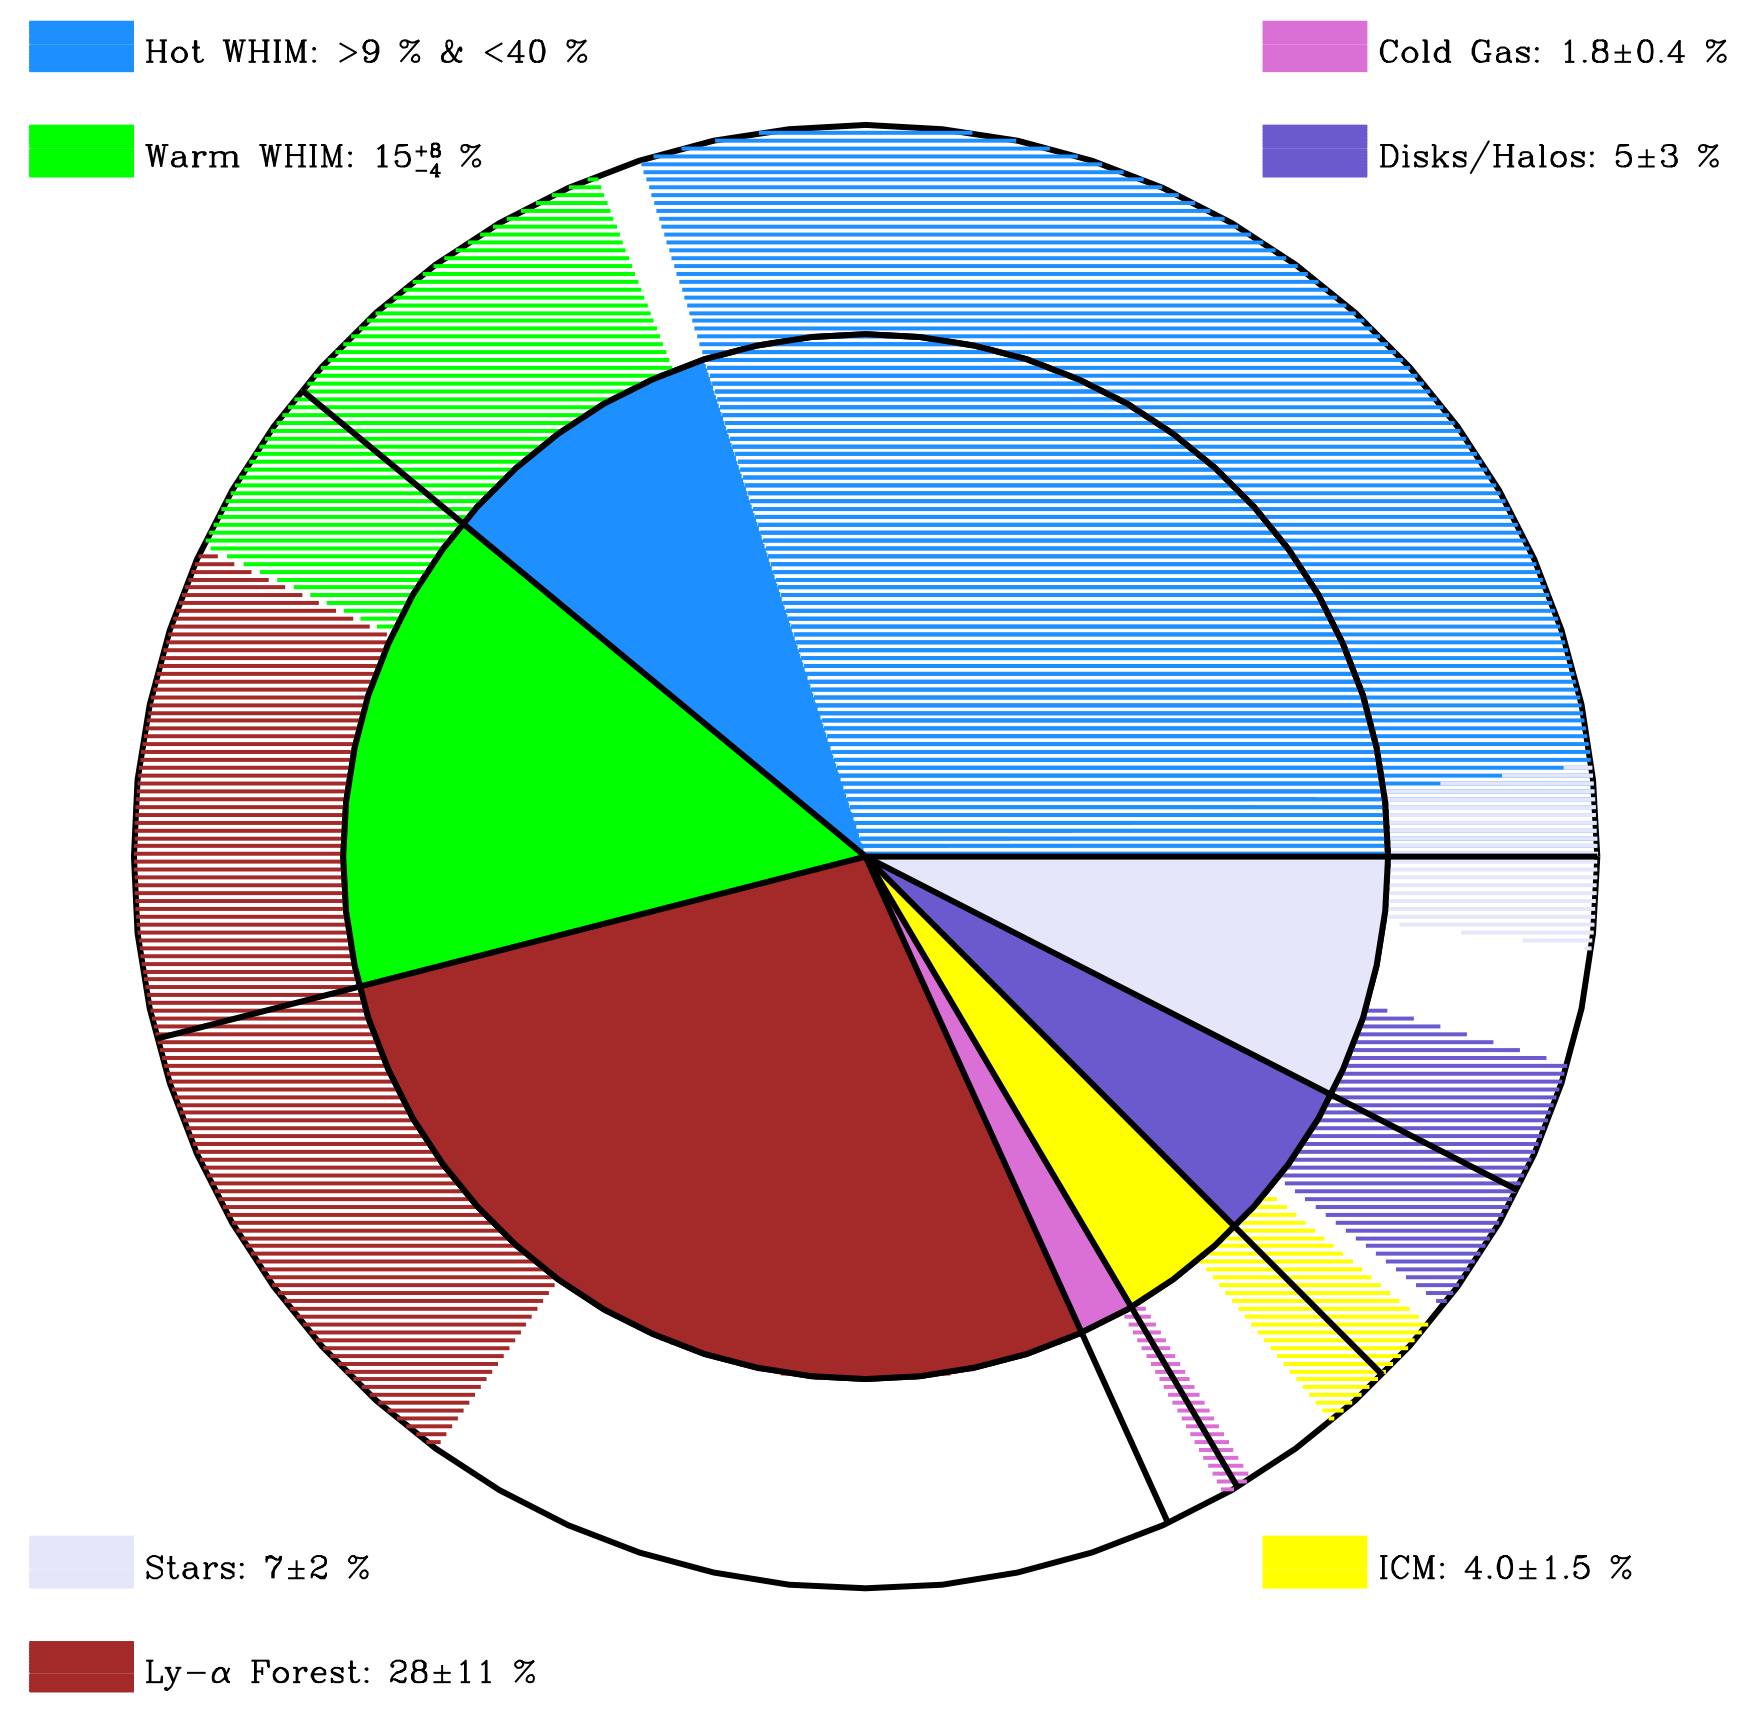 Hot WHIM: >9 % & <40 %
Cold Gas: 1.8±0.4 %
Warm WHIM: 15+8-4 %
Disks/Halos: 5±3 %
Stars: 7±2 %
ICM: 4.0±1.5 %
Ly-α Forest: 28±11 %